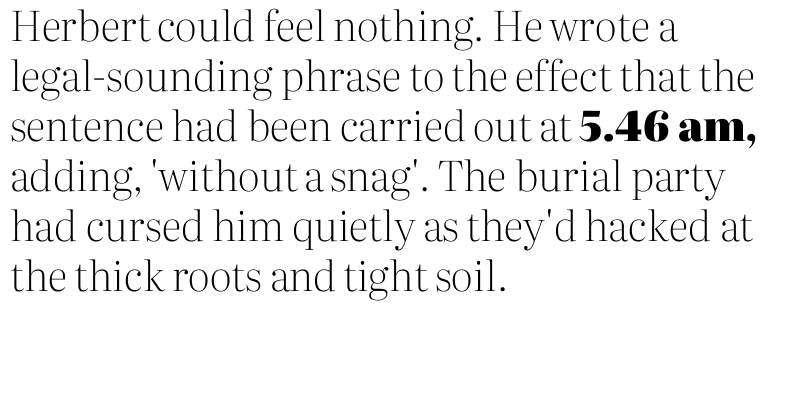 Herbert could feel nothing. He wrote a
legal-sounding phrase to the effect that the
sentence had been carried out at 5.46 am,
adding, 'without a snag'. The burial party
had cursed him quietly as they'd hacked at
the thick roots and tight soil.